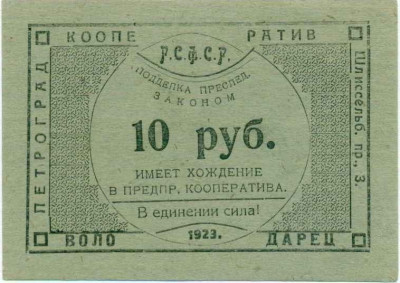 КООПЕ РАТИВ
Р.С.Ф.С.Р.
ПОДДЕЛКА ПРЕСЛЕД.
ЗАКОНОМ
10 руб.
ИМЕЕТ ХОЖДЕНИЕ
В ПРЕДПР. КООПЕРАТИВА.
В единении сила!
1923.
ВОЛО ДАРЕЦ
ПЕТРОГРАД
Шлиссельб. пр., 3.